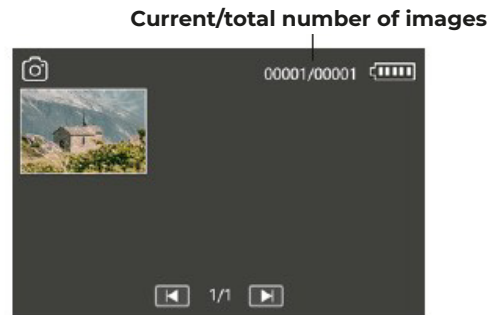 Current/total number of images
00001/00001
1/1